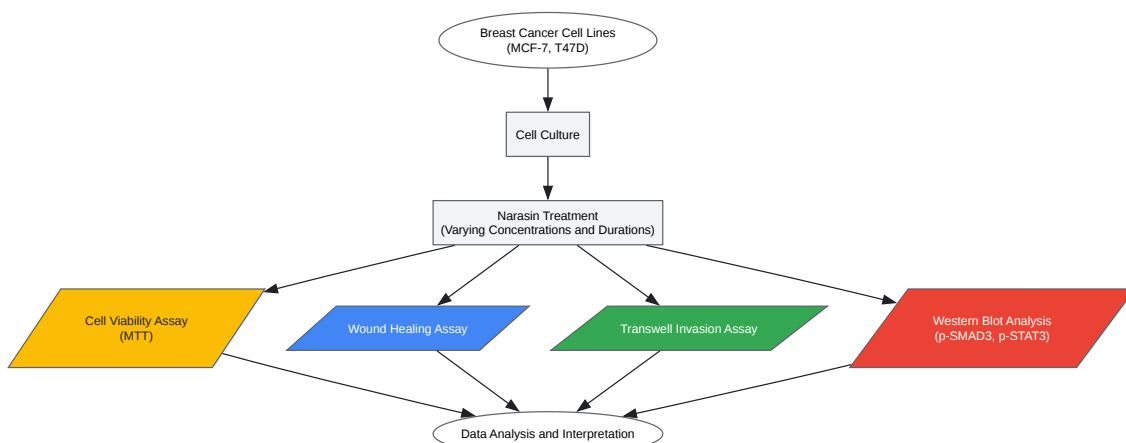 Breast Cancer Cell Lines
(MCF-7, T47D)
Cell Culture
Narasin Treatment
(Varying Concentrations and Durations)
Cell Viability Assay
(MTT)
Wound Healing Assay
Transwell Invasion Assay
Western Blot Analysis
(p-SMAD3, p-STAT3)
Data Analysis and Interpretation